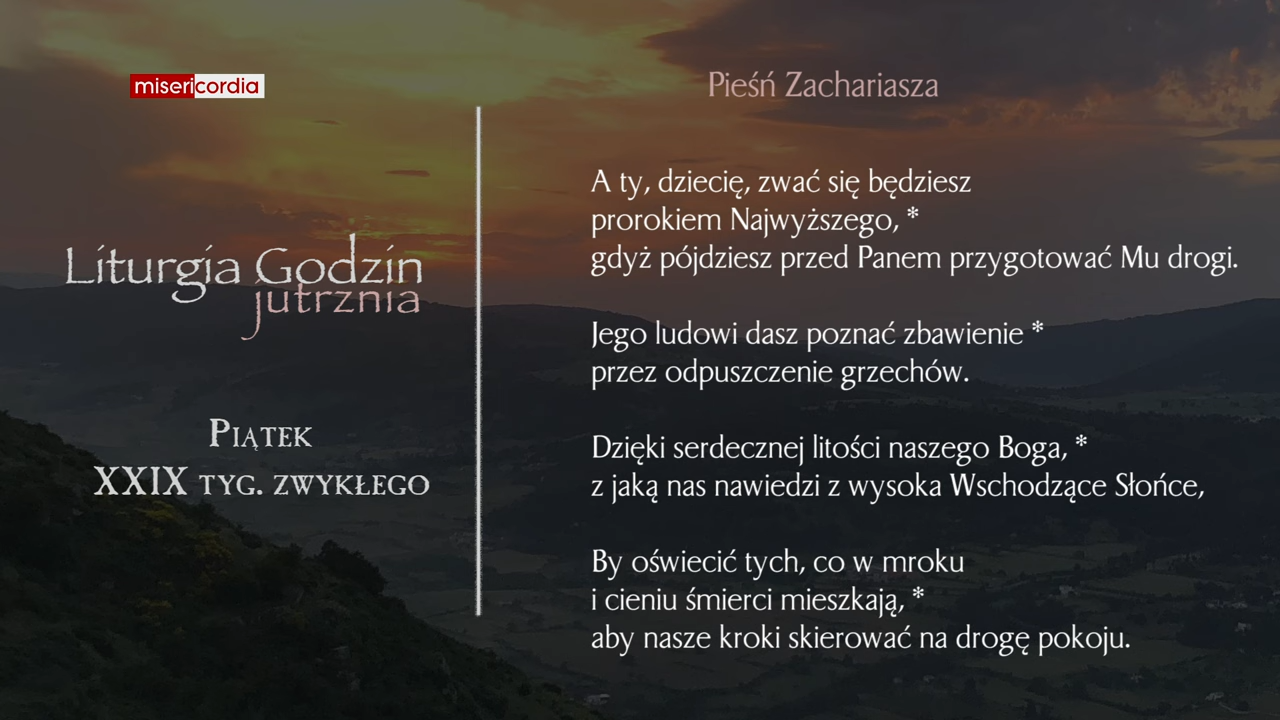 misericordia
Liturgia Godzin
jutrznia
Piątek
XXIX tyg. zwykłego
Pieśń Zachariasza
A ty, dziecię, zwać się będziesz
prorokiem Najwyższego, *
gdyż pójdziesz przed Panem przygotować Mu drogi.
Jego ludowi dasz poznać zbawienie *
przez odpuszczenie grzechów.
Dzięki serdecznej litości naszego Boga, *
z jaką nas nawiedzi z wysoka Wschodzące Słońce,
By oświecić tych, co w mroku
i cieniu śmierci mieszkają, *
aby nasze kroki skierować na drogę pokoju.